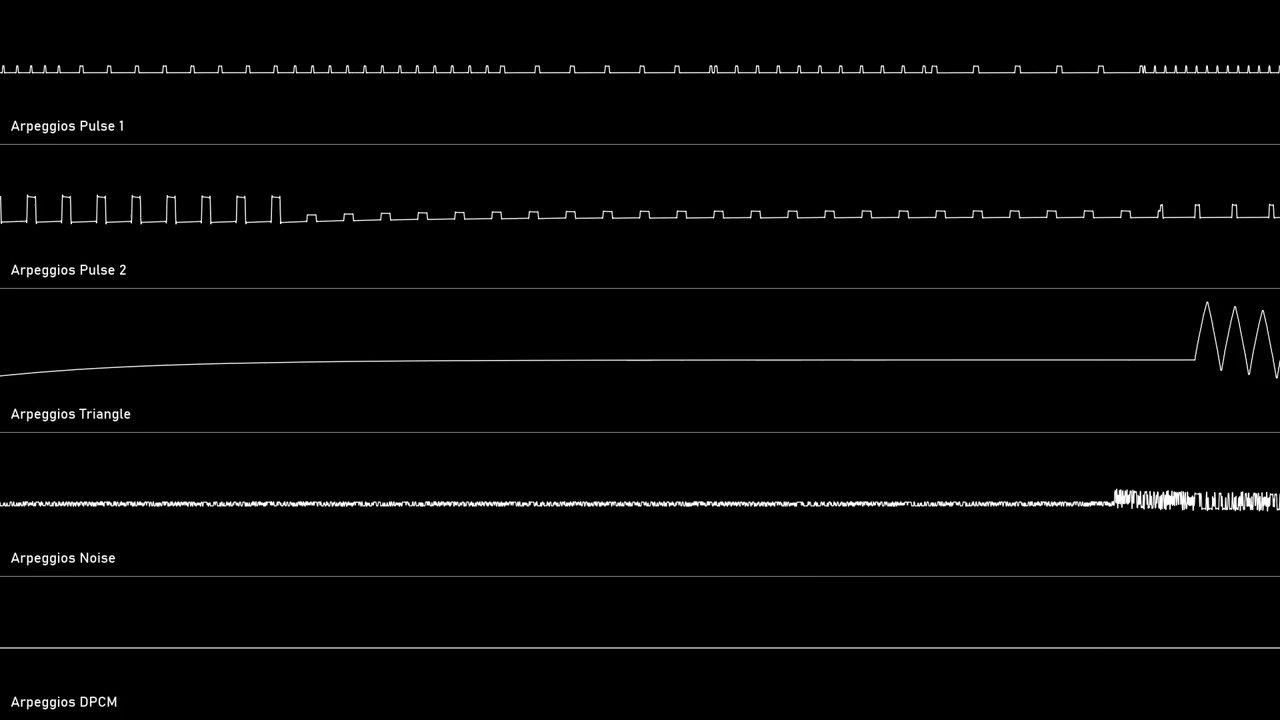 Arpeggios Pulse 1
Arpeggios Pulse 2
Arpeggios Triangle
Arpeggios Noise
Arpeggios DPCM